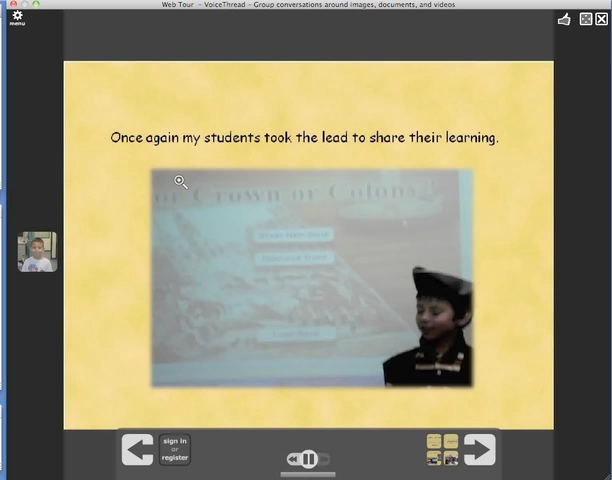 Web Tour - VoiceThread - Group conversations around images, documents, and videos
menu
Once again my students took the lead to share their learning.
or Crown or Colony?
sign in
or
register